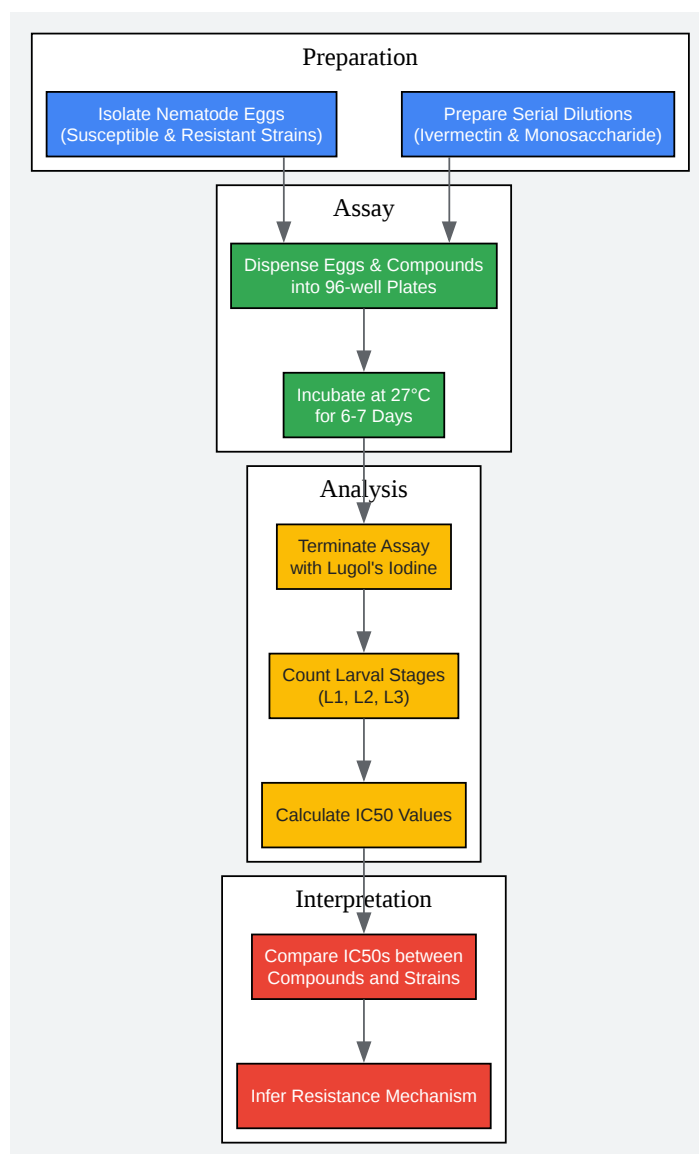 Preparation
Isolate Nematode Eggs
(Susceptible & Resistant Strains)
Prepare Serial Dilutions
(Ivermectin & Monosaccharide)
Assay
Dispense Eggs & Compounds
into 96-well Plates
Incubate at 27°C
for 6-7 Days
Analysis
Terminate Assay
with Lugol's Iodine
Count Larval Stages
(L1, L2, L3)
Calculate IC50 Values
Interpretation
Compare IC50s between
Compounds and Strains
Infer Resistance Mechanism